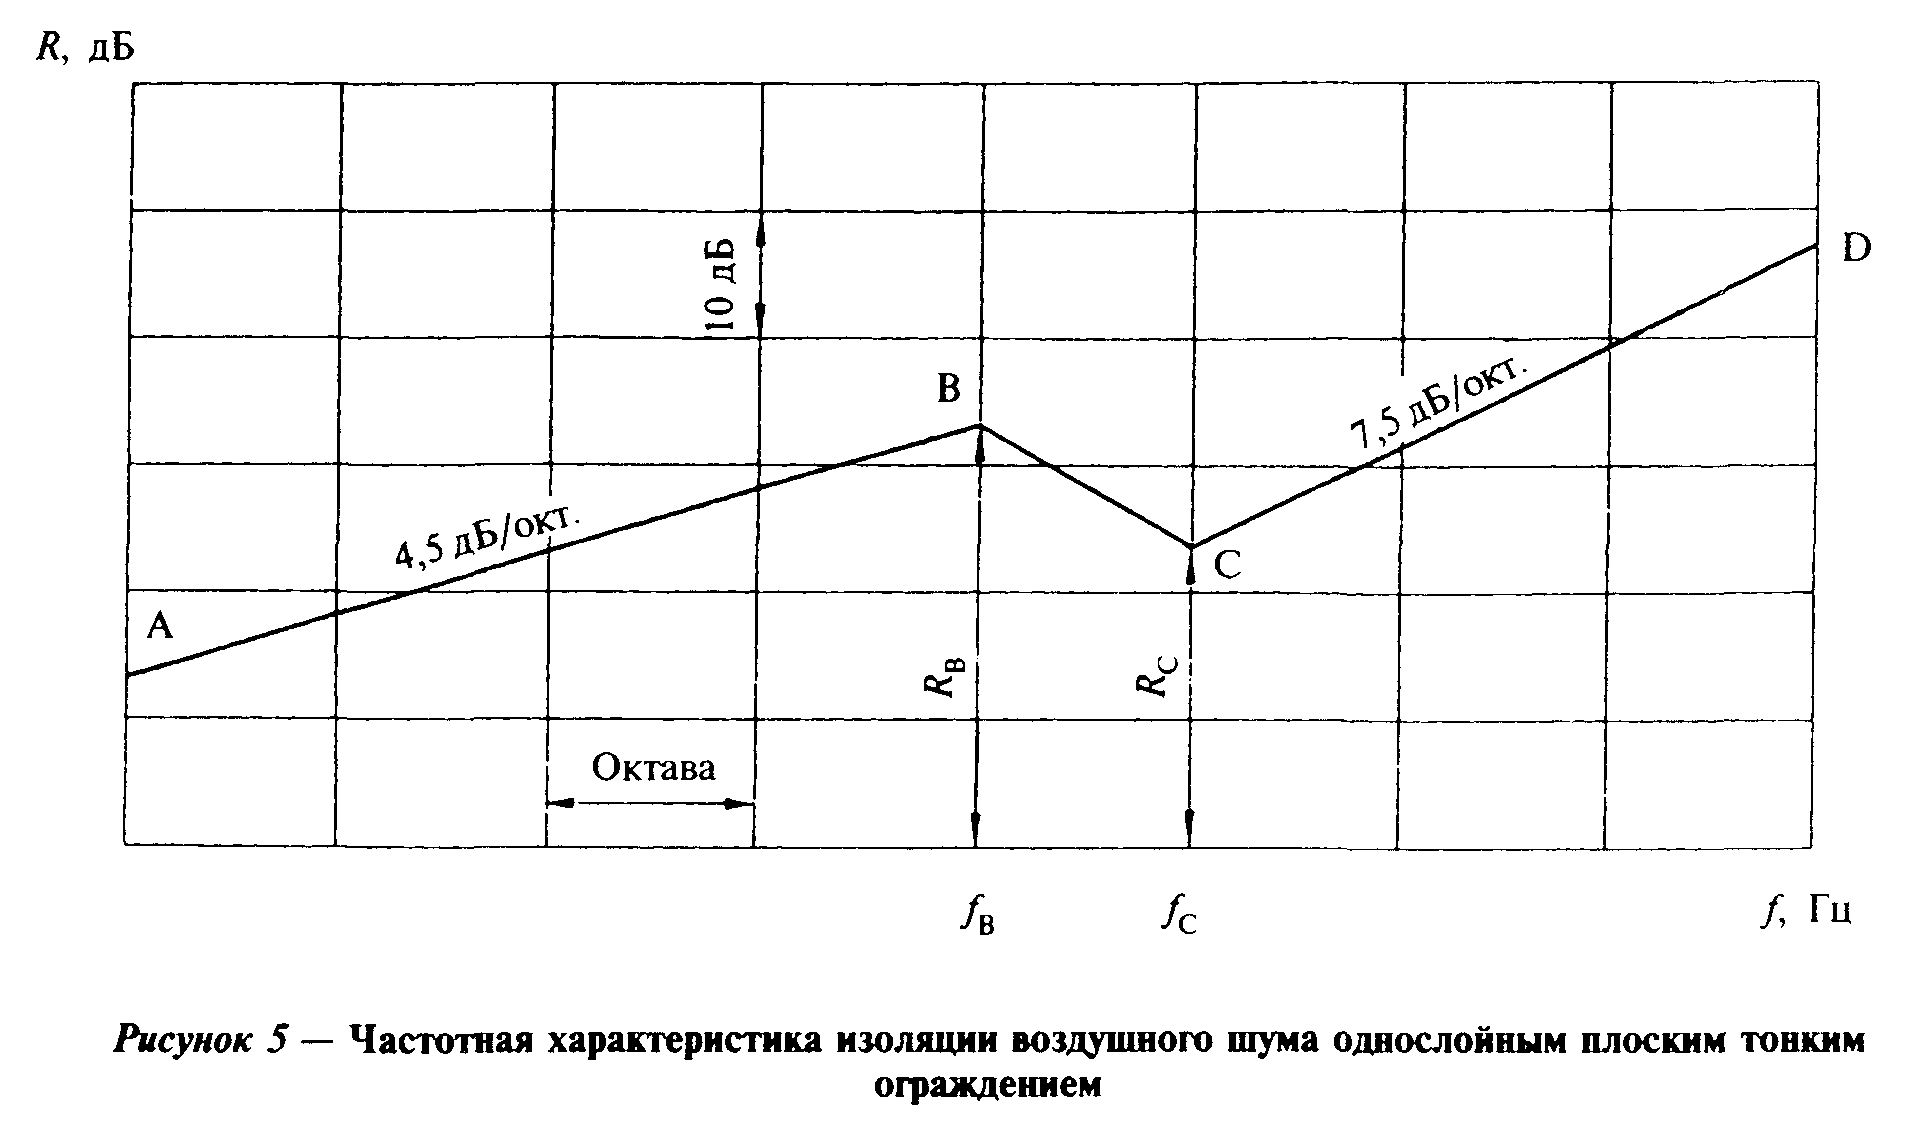 R, дБ
10 дБ
D
B
7,5 дБ/окт.
4,5 дБ/окт.
C
A
R_B
R_C
Октава
f_B
f_C
f, Гц
Рисунок 5 — Частотная характеристика изоляции воздушного шума однослойным плоским тонким
ограждением